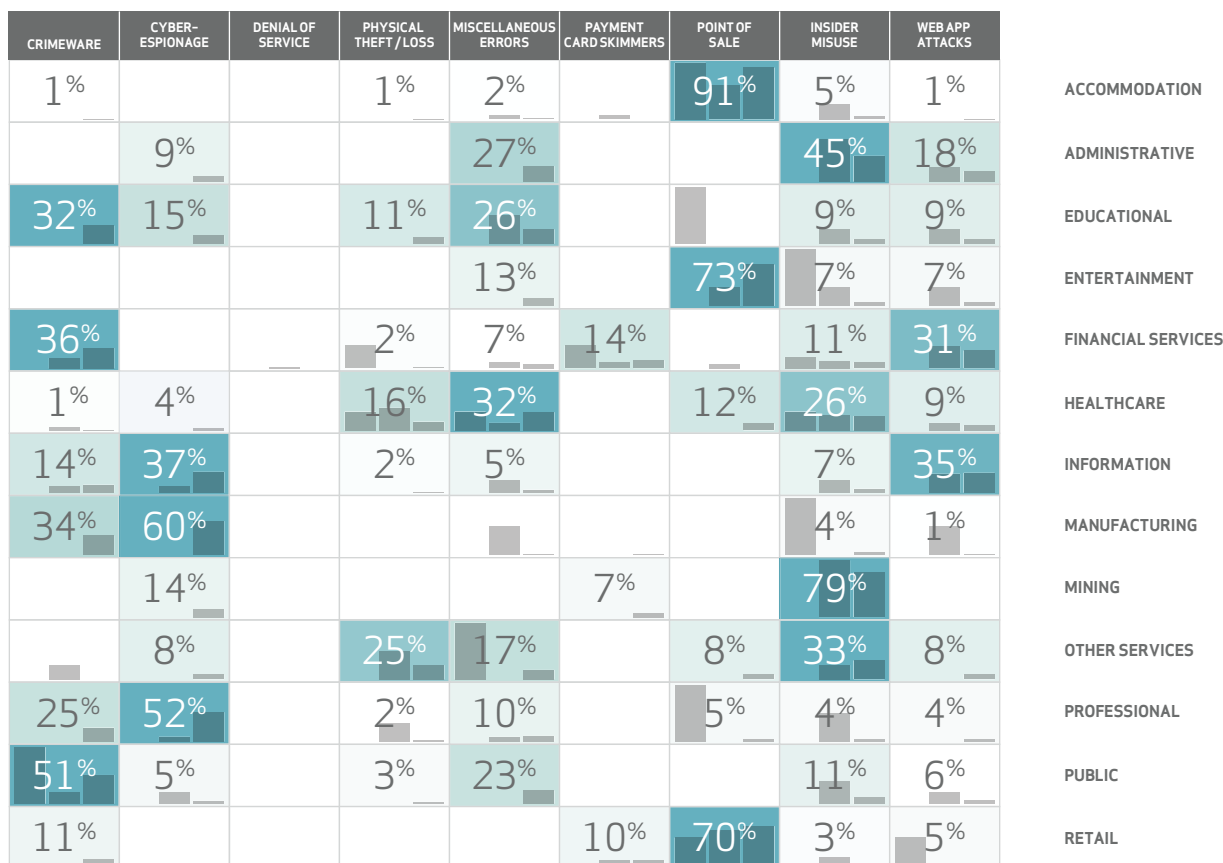 CRIMEWARE CYBER-ESPIONAGE DENIAL OF SERVICE PHYSICAL THEFT / LOSS MISCELLANEOUS ERRORS PAYMENT CARD SKIMMERS POINT OF SALE INSIDER MISUSE WEB APP ATTACKS
1% 1% 2% 91% 5% 1% ACCOMMODATION
9% 27% 45% 18% ADMINISTRATIVE
32% 15% 11% 26% 9% 9% EDUCATIONAL
13% 73% 7% 7% ENTERTAINMENT
36% 2% 7% 14% 11% 31% FINANCIAL SERVICES
1% 4% 16% 32% 12% 26% 9% HEALTHCARE
14% 37% 2% 5% 7% 35% INFORMATION
34% 60% 4% 1% MANUFACTURING
14% 7% 79% MINING
8% 25% 17% 8% 33% 8% OTHER SERVICES
25% 52% 2% 10% 5% 4% 4% PROFESSIONAL
51% 5% 3% 23% 11% 6% PUBLIC
11% 10% 70% 3% 5% RETAIL